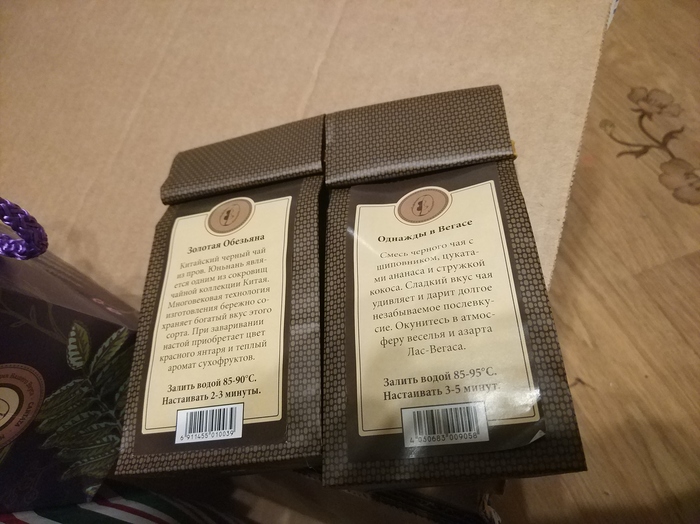 Золотая Обезьяна
Китайский черный чай
из пров. Юньнань явля-
ется одним из сокровищ
чайной коллекции Китая.
Многовековая технология
изготовления бережно со-
храняет богатый вкус этого
сорта. При заваривании
настой приобретает цвет
красного янтаря и теплый
аромат сухофруктов.
Залить водой 85-90°С.
Настаивать 2-3 минуты.
6 911455 010039
Однажды в Вегасе
Смесь черного чая с
шиповником, цуката-
ми ананаса и стружкой
кокоса. Сладкий вкус чая
удивляет и дарит долгое
незабываемое послевку-
сие. Окунитесь в атмос-
феру веселья и азарта
Лас-Вегаса.
Залить водой 85-95°С.
Настаивать 3-5 минут.